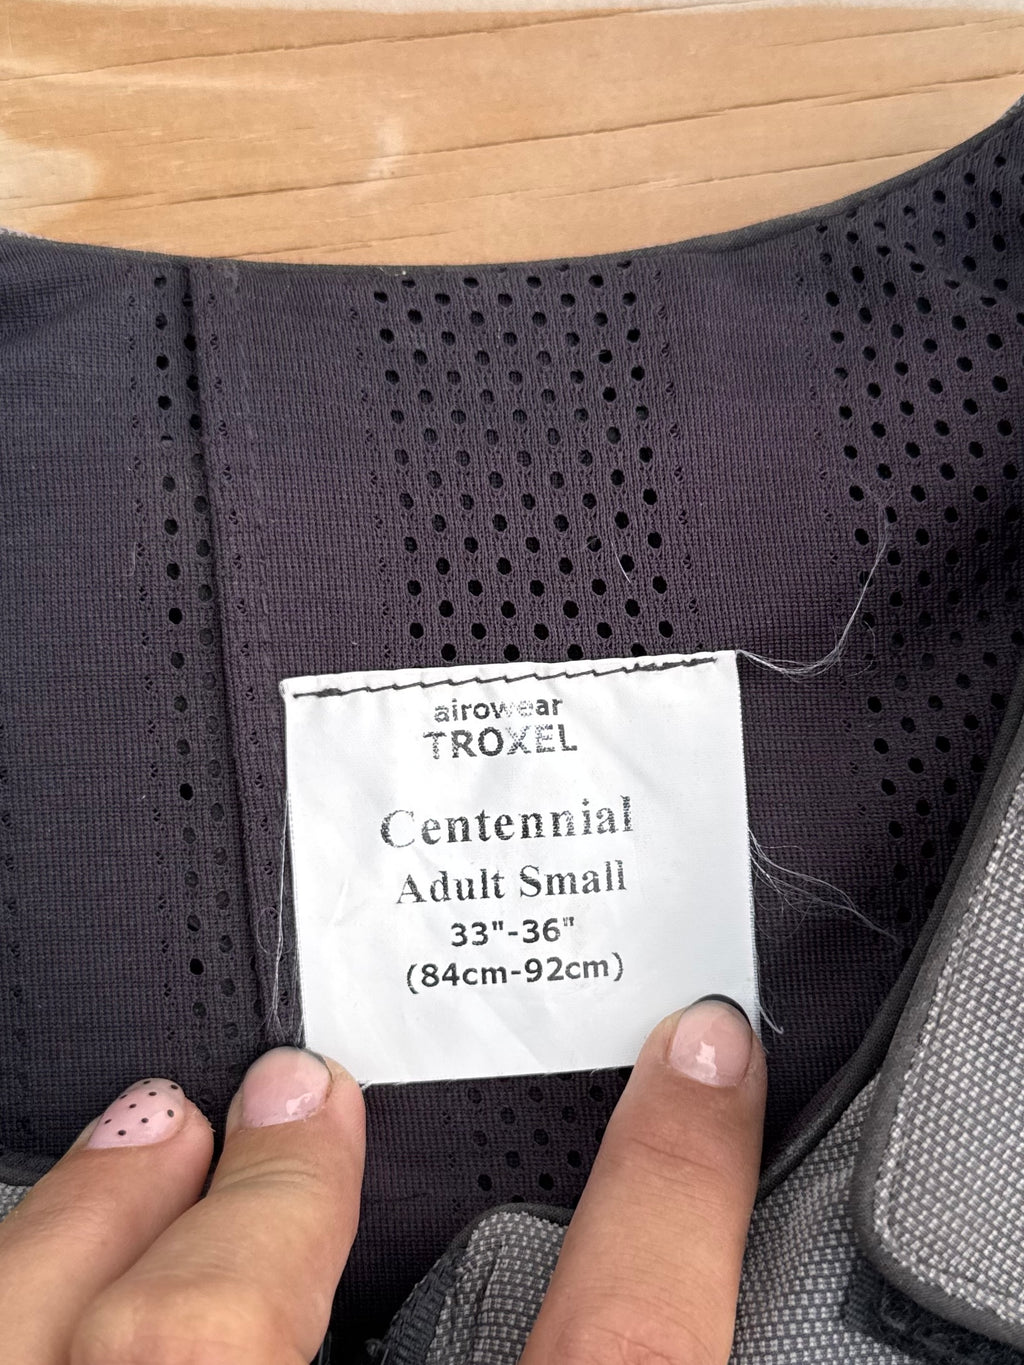 airowear
TROXEL
Centennial
Adult Small
33"-36"
(84cm-92cm)